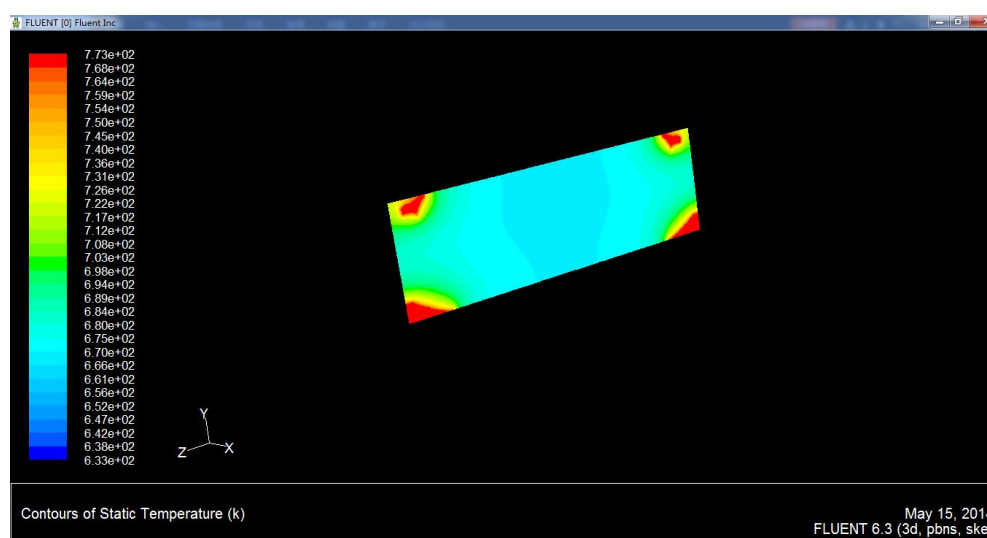 FLUENT [0] Fluent Inc
7.73e+02
7.68e+02
7.64e+02
7.59e+02
7.54e+02
7.50e+02
7.45e+02
7.40e+02
7.36e+02
7.31e+02
7.26e+02
7.22e+02
7.17e+02
7.12e+02
7.08e+02
7.03e+02
6.98e+02
6.94e+02
6.89e+02
6.84e+02
6.80e+02
6.75e+02
6.70e+02
6.66e+02
6.61e+02
6.56e+02
6.52e+02
6.47e+02
6.42e+02
6.38e+02
6.33e+02
Y
Z X
Contours of Static Temperature (k)
May 15, 201
FLUENT 6.3 (3d, pbns, ske